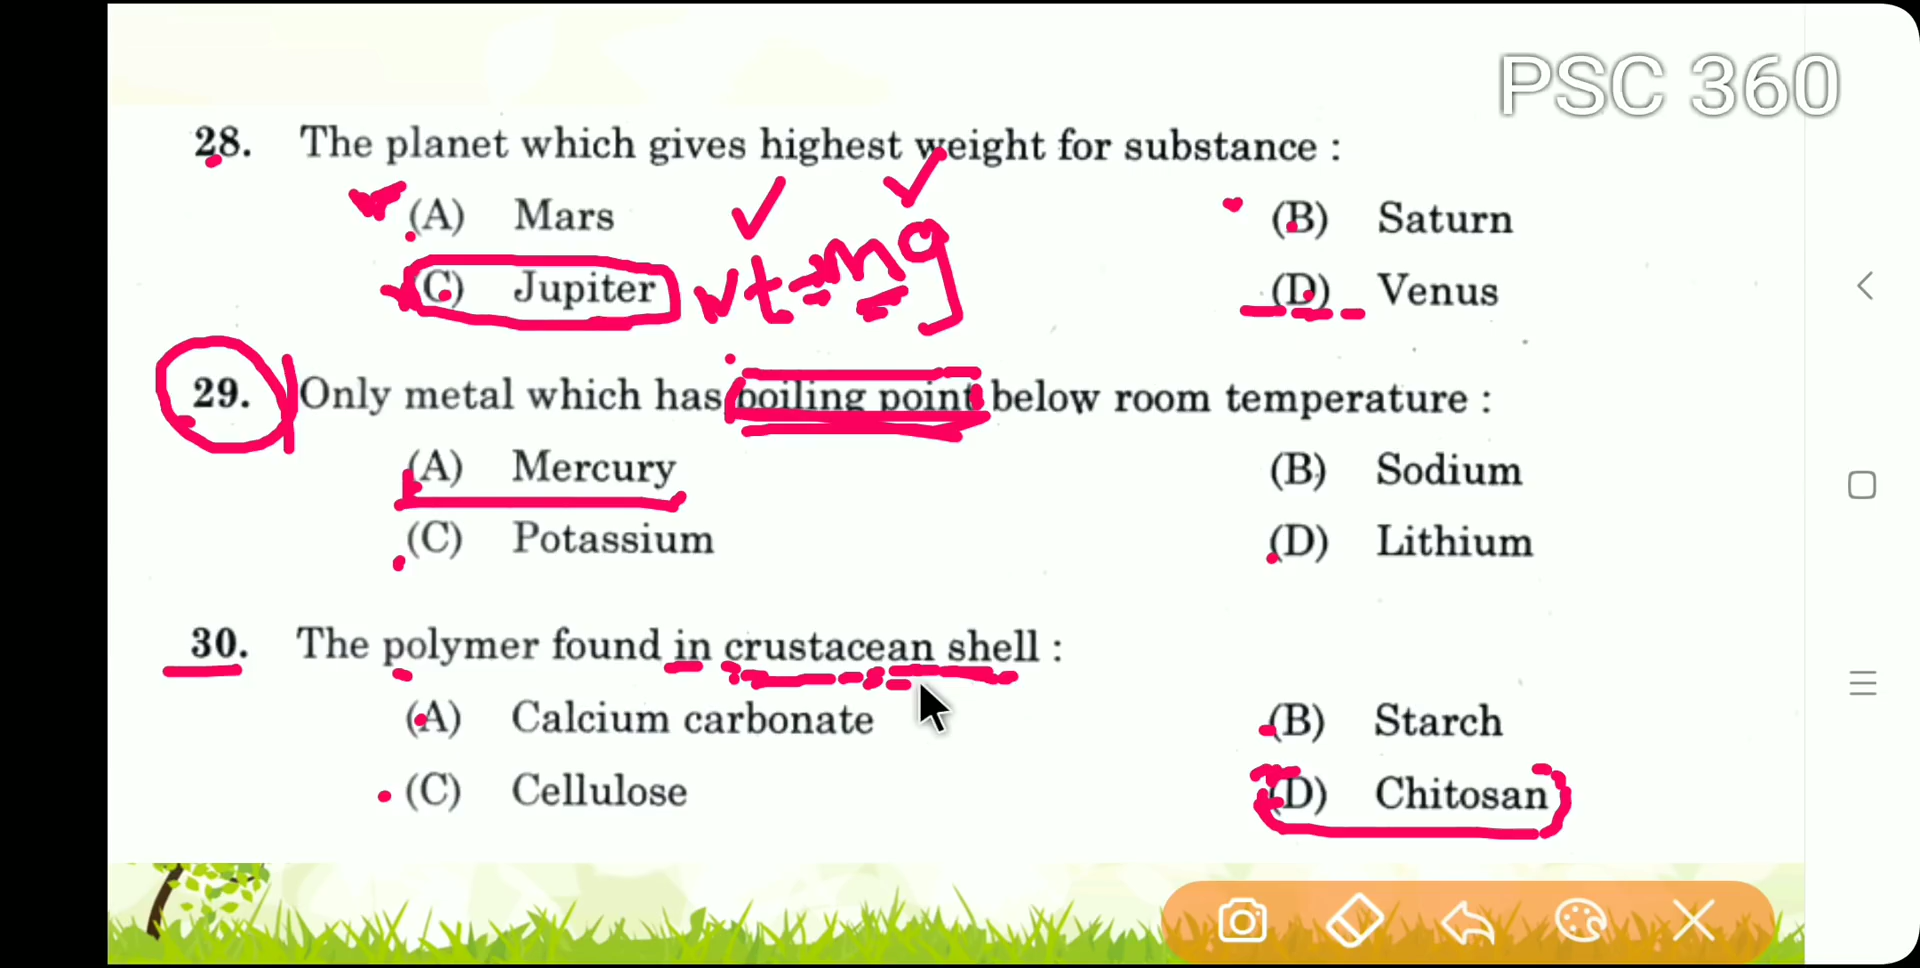 PSC 360
28. The planet which gives highest weight for substance :
(A) Mars (B) Saturn
(C) Jupiter wt=mg (D) Venus
29. Only metal which has boiling point below room temperature :
(A) Mercury (B) Sodium
(C) Potassium (D) Lithium
30. The polymer found in crustacean shell :
(A) Calcium carbonate (B) Starch
(C) Cellulose (D) Chitosan